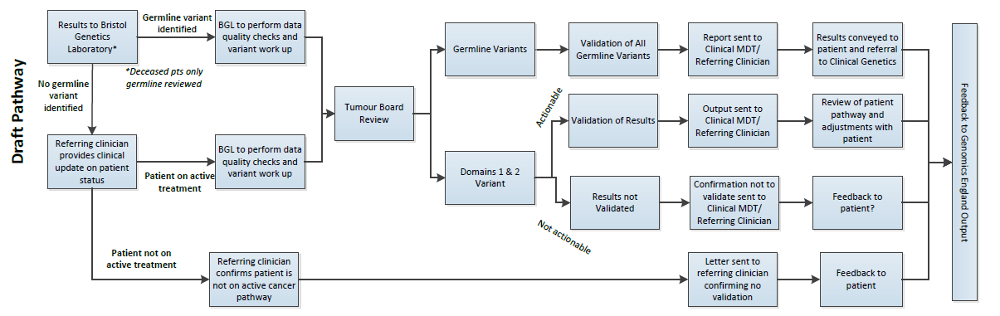 Draft Pathway
Results to Bristol
Genetics
Laboratory*
Germline variant
identified
BGL to perform data
quality checks and
variant work up
*Deceased pts only
germline reviewed
No germline
variant
identified
Referring clinician
provides clinical
update on patient
status
Patient on active
treatment
BGL to perform data
quality checks and
variant work up
Patient not on
active treatment
Referring clinician
confirms patient is
not on active cancer
pathway
Tumour Board
Review
Germline Variants
Validation of All
Germline Variants
Report sent to
Clinical MDT/
Referring Clinician
Results conveyed to
patient and referral
to Clinical Genetics
Domains 1 & 2
Variant
Actionable
Validation of Results
Output sent to
Clinical MDT/
Referring Clinician
Review of patient
pathway and
adjustments with
patient
Not actionable
Results not
Validated
Confirmation not to
validate sent to
Clinical MDT/
Referring Clinician
Feedback to
patient?
Letter sent to
referring clinician
confirming no
validation
Feedback to
patient
Feedback to Genomics England Output